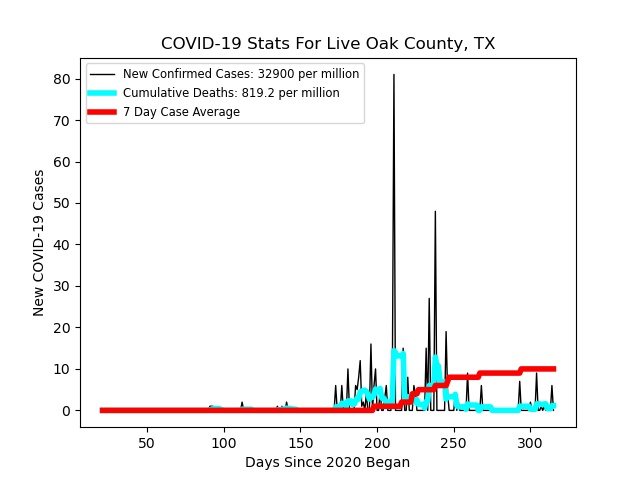 COVID-19 Stats For Live Oak County, TX
New Confirmed Cases: 32900 per million
Cumulative Deaths: 819.2 per million
7 Day Case Average
New COVID-19 Cases
80
70
60
50
40
30
20
10
0
50 100 150 200 250 300
Days Since 2020 Began